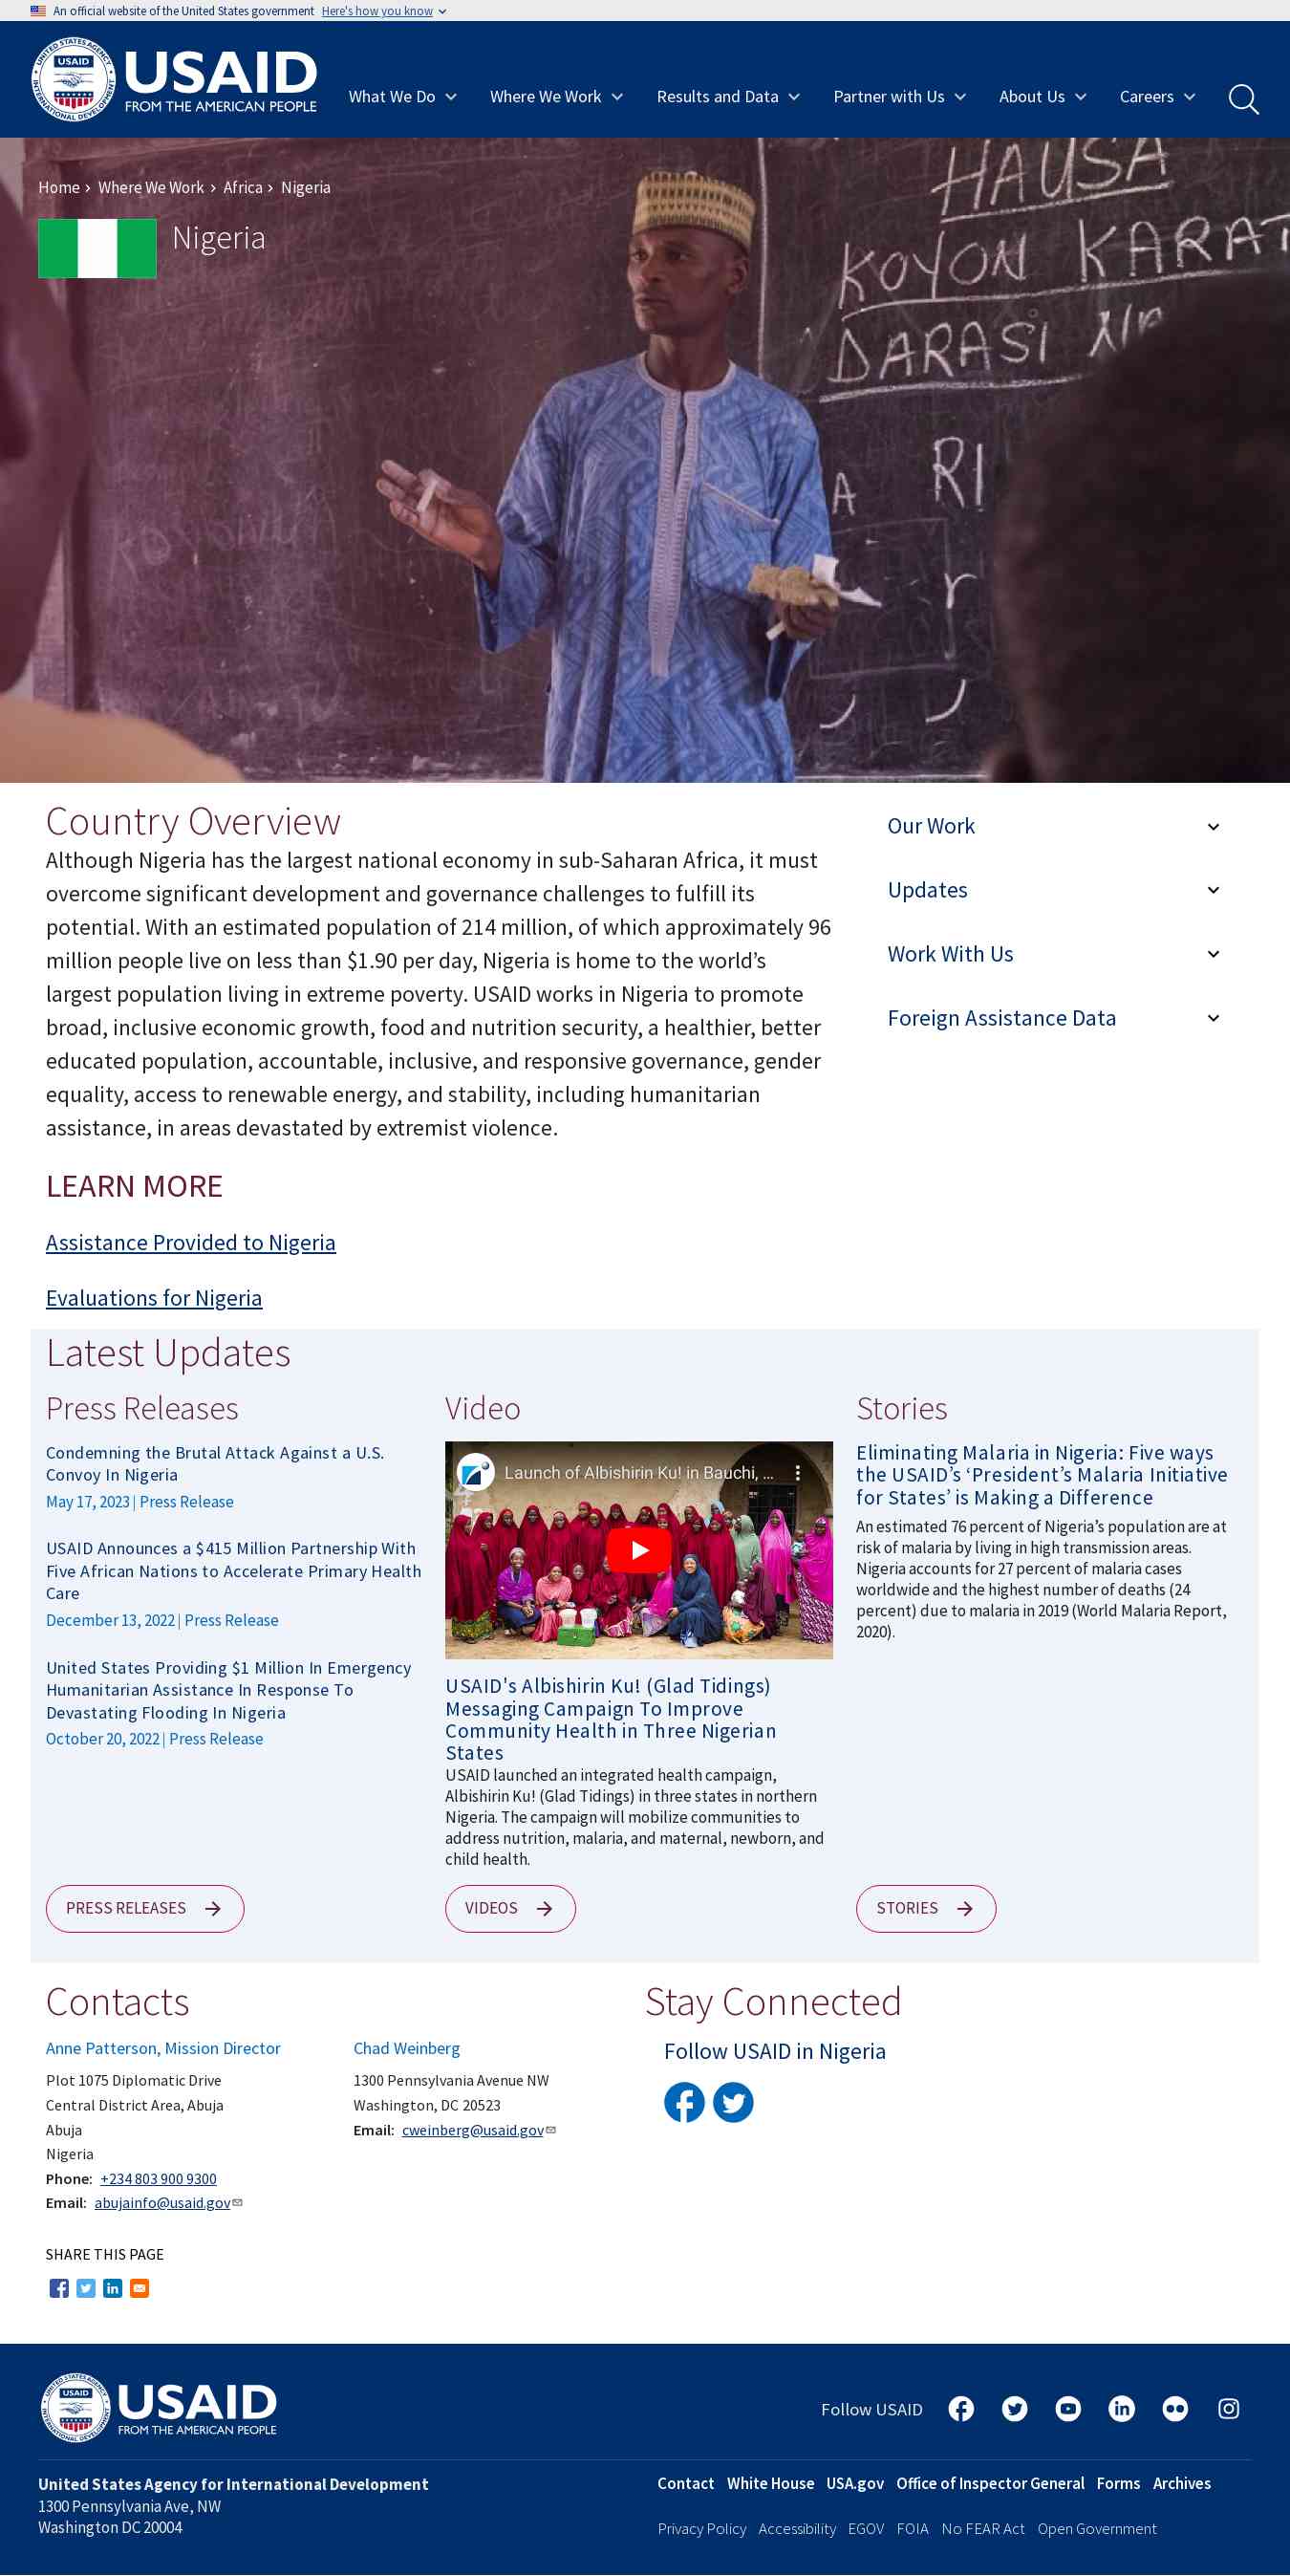 An official website of the United States government Here's how you know
USAID
FROM THE AMERICAN PEOPLE
What We Do Where We Work Results and Data Partner with Us About Us Careers
Home Where We Work Africa Nigeria
Nigeria
HAUSA
KOYON KARAT
DARASI
Country Overview
Although Nigeria has the largest national economy in sub-Saharan Africa, it must
overcome significant development and governance challenges to fulfill its
potential. With an estimated population of 214 million, of which approximately 96
million people live on less than $1.90 per day, Nigeria is home to the world’s
largest population living in extreme poverty. USAID works in Nigeria to promote
broad, inclusive economic growth, food and nutrition security, a healthier, better
educated population, accountable, inclusive, and responsive governance, gender
equality, access to renewable energy, and stability, including humanitarian
assistance, in areas devastated by extremist violence.
Our Work
Updates
Work With Us
Foreign Assistance Data
LEARN MORE
Assistance Provided to Nigeria
Evaluations for Nigeria
Latest Updates
Press Releases
Condemning the Brutal Attack Against a U.S.
Convoy In Nigeria
May 17, 2023 | Press Release
USAID Announces a $415 Million Partnership With
Five African Nations to Accelerate Primary Health
Care
December 13, 2022 | Press Release
United States Providing $1 Million In Emergency
Humanitarian Assistance In Response To
Devastating Flooding In Nigeria
October 20, 2022 | Press Release
PRESS RELEASES
Video
Launch of Albishirin Ku! in Bauchi, ...
USAID's Albishirin Ku! (Glad Tidings)
Messaging Campaign To Improve
Community Health in Three Nigerian
States
USAID launched an integrated health campaign,
Albishirin Ku! (Glad Tidings) in three states in northern
Nigeria. The campaign will mobilize communities to
address nutrition, malaria, and maternal, newborn, and
child health.
VIDEOS
Stories
Eliminating Malaria in Nigeria: Five ways
the USAID’s ‘President’s Malaria Initiative
for States’ is Making a Difference
An estimated 76 percent of Nigeria’s population are at
risk of malaria by living in high transmission areas.
Nigeria accounts for 27 percent of malaria cases
worldwide and the highest number of deaths (24
percent) due to malaria in 2019 (World Malaria Report,
2020).
STORIES
Contacts
Anne Patterson, Mission Director
Plot 1075 Diplomatic Drive
Central District Area, Abuja
Abuja
Nigeria
Phone: +234 803 900 9300
Email: abujainfo@usaid.gov
Chad Weinberg
1300 Pennsylvania Avenue NW
Washington, DC 20523
Email: cweinberg@usaid.gov
Stay Connected
Follow USAID in Nigeria
SHARE THIS PAGE
USAID
FROM THE AMERICAN PEOPLE
Follow USAID
United States Agency for International Development
1300 Pennsylvania Ave, NW
Washington DC 20004
Contact White House USA.gov Office of Inspector General Forms Archives
Privacy Policy Accessibility EGOV FOIA No FEAR Act Open Government